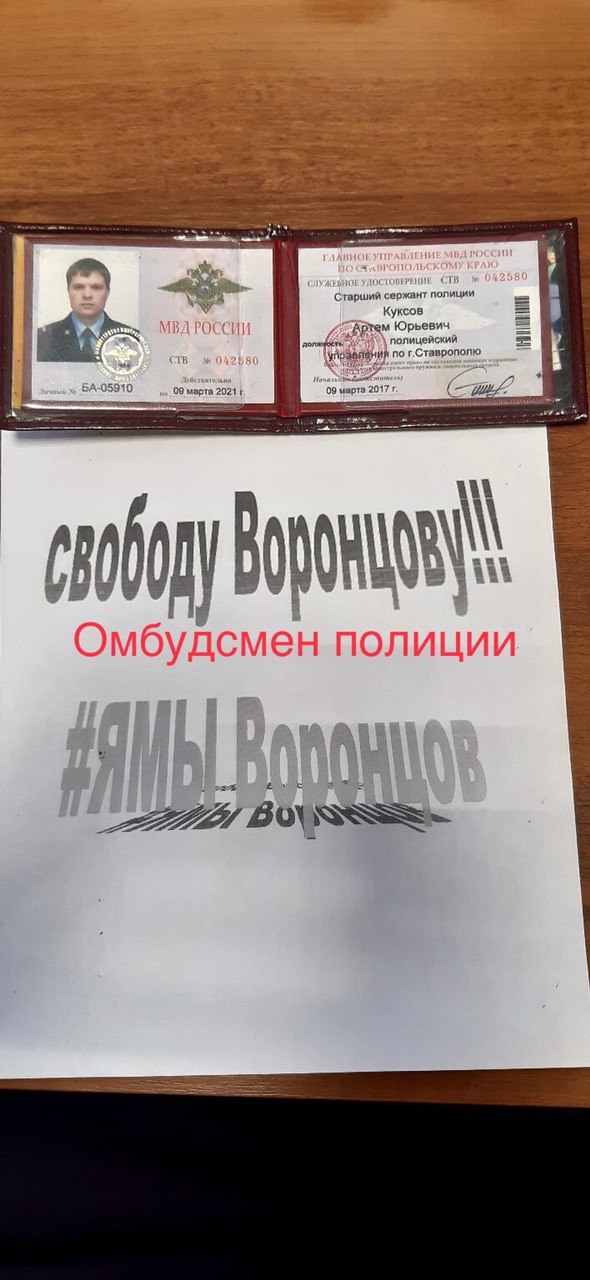 МВД РОССИИ
СТВ № 042580
Действительно
Личный № БА-05910 по 09 марта 2021 г.
ГЛАВНОЕ УПРАВЛЕНИЕ МВД РОССИИ
ПО СТАВРОПОЛЬСКОМУ КРАЮ
СЛУЖЕБНОЕ УДОСТОВЕРЕНИЕ СТВ № 042580
Старший сержант полиции
Куксов
Артем Юрьевич
должность полицейский
управления по г.Ставрополю
Начальник (заместитель)
09 марта 2017 г.
свободу Воронцову!!!
Омбудсмен полиции
#ЯМЫ Воронцов